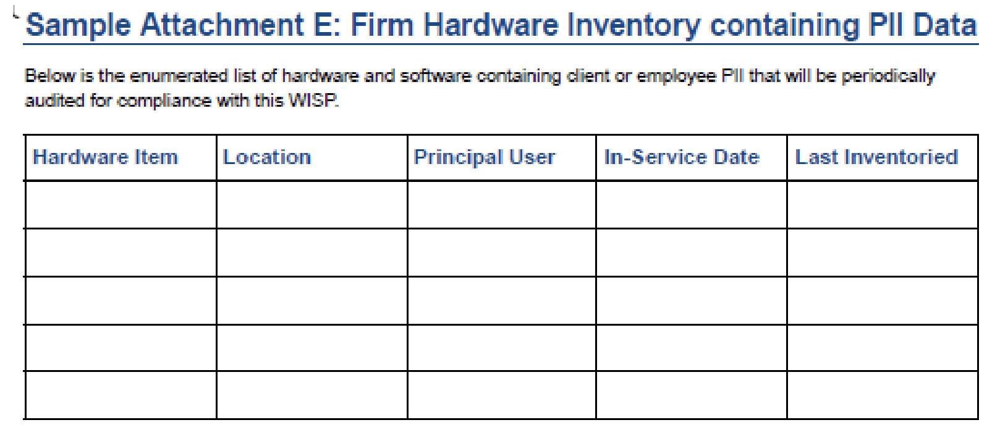 Sample Attachment E: Firm Hardware Inventory containing PII Data
Below is the enumerated list of hardware and software containing client or employee PII that will be periodically
audited for compliance with this WISP.
Hardware Item Location Principal User In-Service Date Last Inventoried